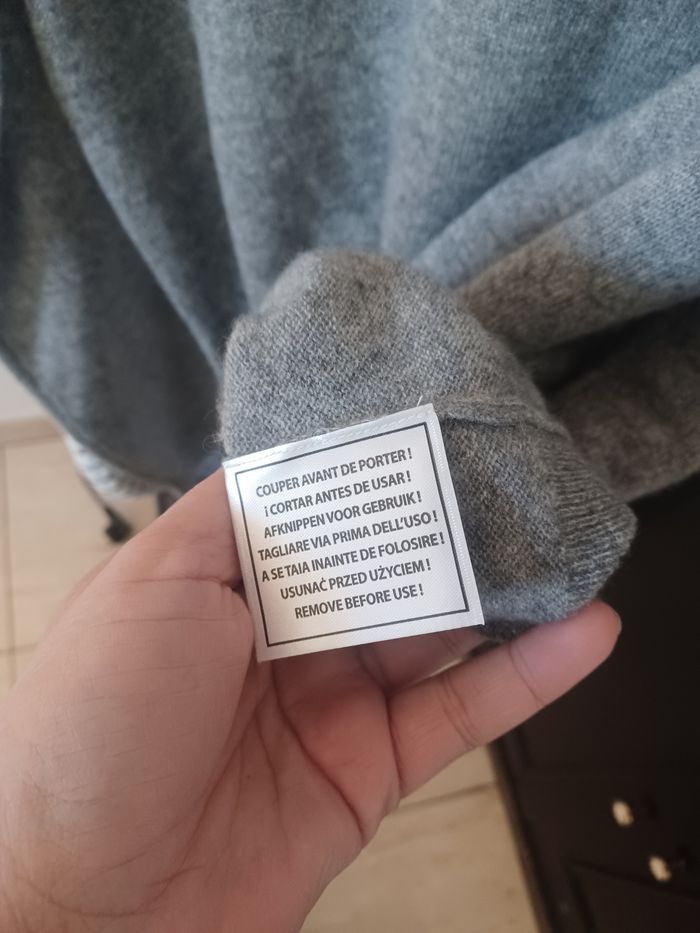 COUPER AVANT DE PORTER !
¡ CORTAR ANTES DE USAR !
AFKNIPPEN VOOR GEBRUIK !
TAGLIARE VIA PRIMA DELL'USO !
A SE TAIA INAINTE DE FOLOSIRE !
USUNAĆ PRZED UŻYCIEM !
REMOVE BEFORE USE !